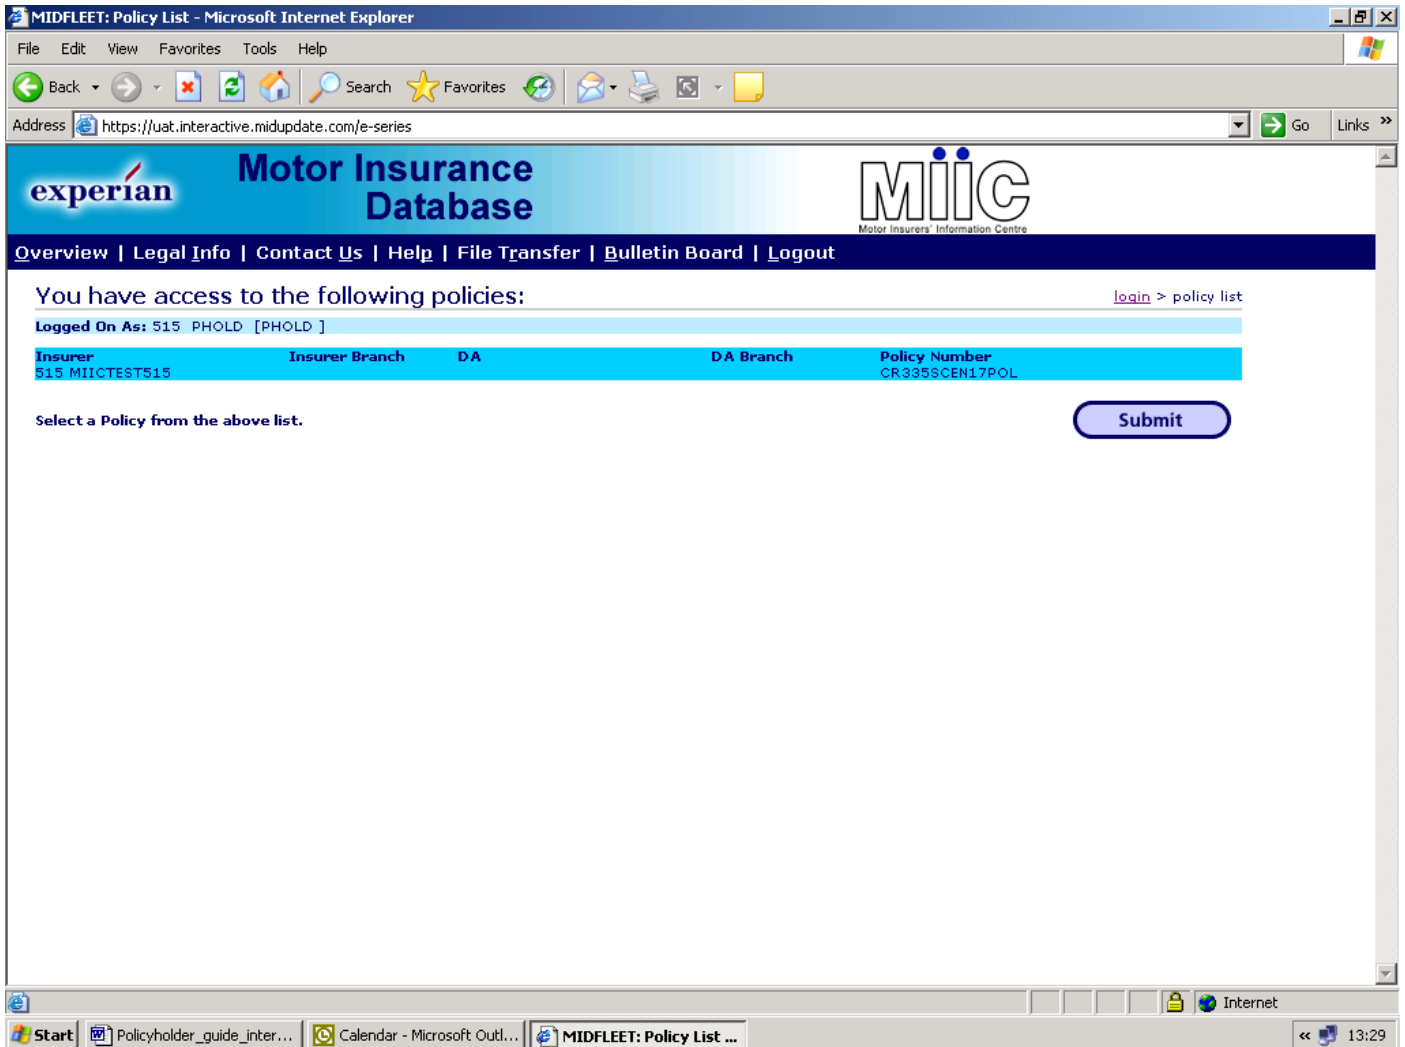 MIDFLEET: Policy List - Microsoft Internet Explorer
File Edit View Favorites Tools Help
Back Search Favorites
Address https://uat.interactive.midupdate.com/e-series Go Links »
experian Motor Insurance Database MIIC
Motor Insurers' Information Centre
Overview | Legal Info | Contact Us | Help | File Transfer | Bulletin Board | Logout
You have access to the following policies: login > policy list
Logged On As: 515 PHOLD [PHOLD ]
Insurer Insurer Branch DA DA Branch Policy Number
515 MIICTEST515 CR335SCEN17POL
Select a Policy from the above list. Submit
Internet
Start Policyholder_guide_inter... Calendar - Microsoft Outl... MIDFLEET: Policy List ... « 13:29